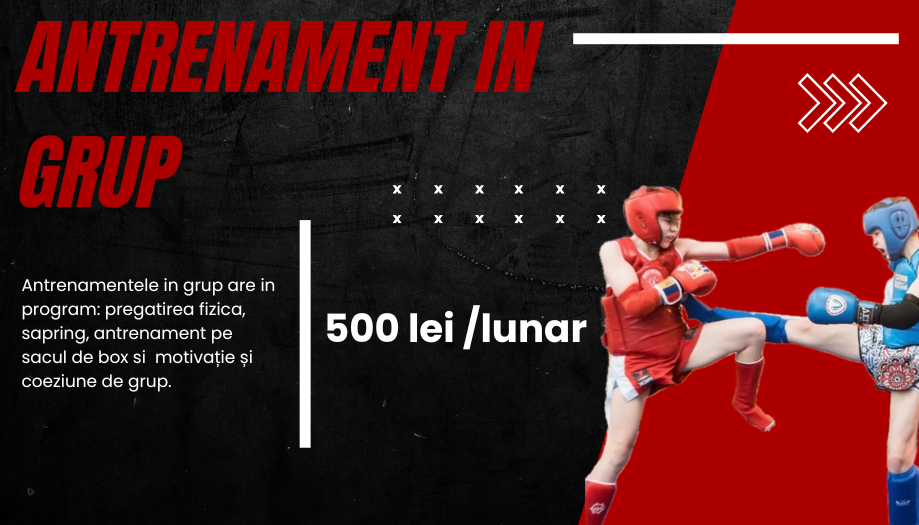 ANTRENAMENT IN
GRUP
x x x x x x
x x x x x x
Antrenamentele in grup are in
program: pregatirea fizica,
sapring, antrenament pe
sacul de box si  motivație și
coeziune de grup.
500 lei /lunar